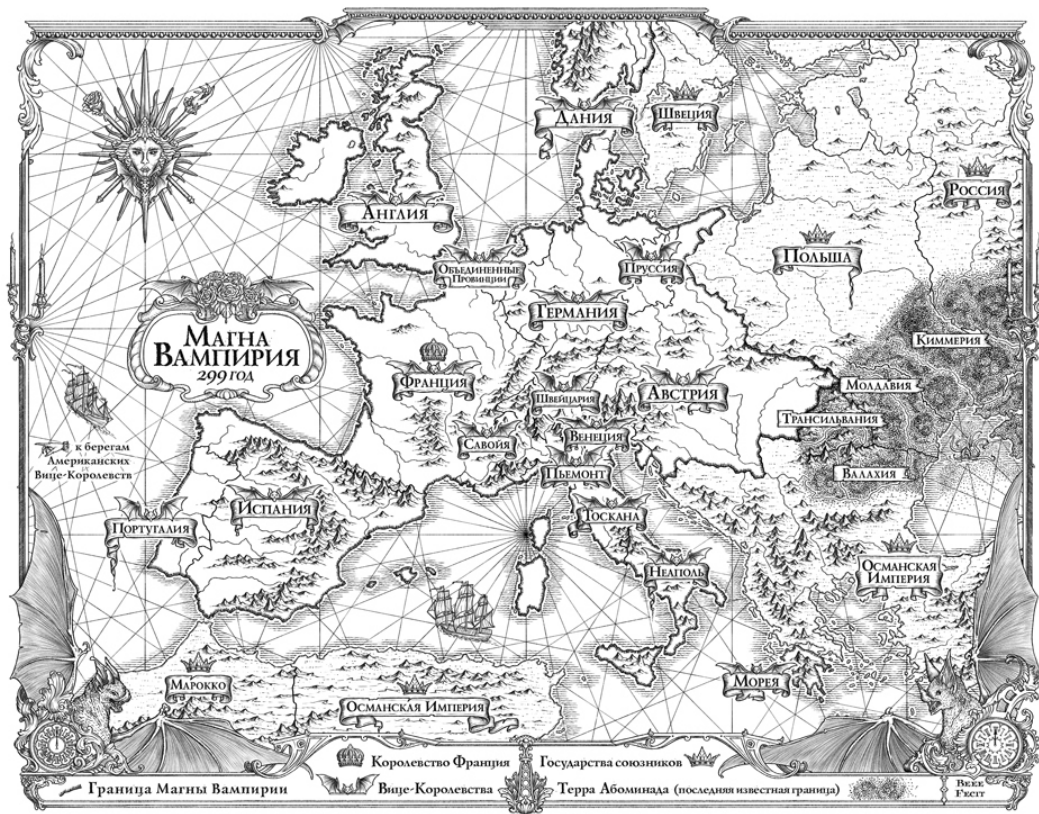 Дания
Швеция
Россия
Англия
Польша
Объединенные
Провинции
Пруссия
Германия
Магна
Вампирия
299 год
Киммерия
Франция
Швейцария
Австрия
Молдавия
Трансильвания
Савойя
Венеция
к берегам
Американских
Вице-Королевств
Пьемонт
Валахия
Испания
Португалия
Тоскана
Неаполь
Османская
Империя
Марокко
Османская Империя
Морея
Королевство Франция
Государства союзников
Граница Магны Вампирии
Вице-Королевства
Терра Абоминада (последняя известная граница)
Beee
Fecit